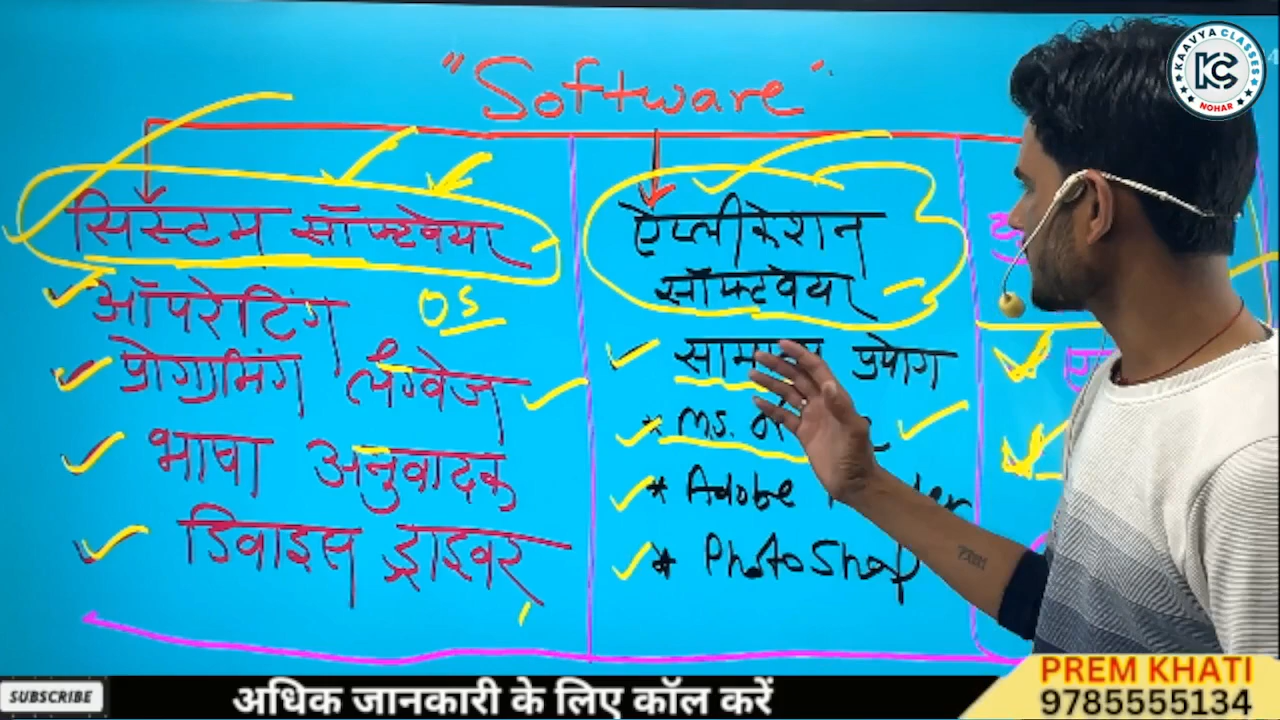 "Software"
सिस्टम सॉफ्टवेयर
ऑपरेटिंग OS
प्रोग्रामिंग लैंग्वेज
भाषा अनुवादक
डिवाइस ड्राइवर
ऐप्लीकेशन
सॉफ्टवेयर
MS.
* Adobe
* PhotoShop
KAAVYA CLASSES
KC
NOHAR
SUBSCRIBE
अधिक जानकारी के लिए कॉल करें
PREM KHATI
9785555134